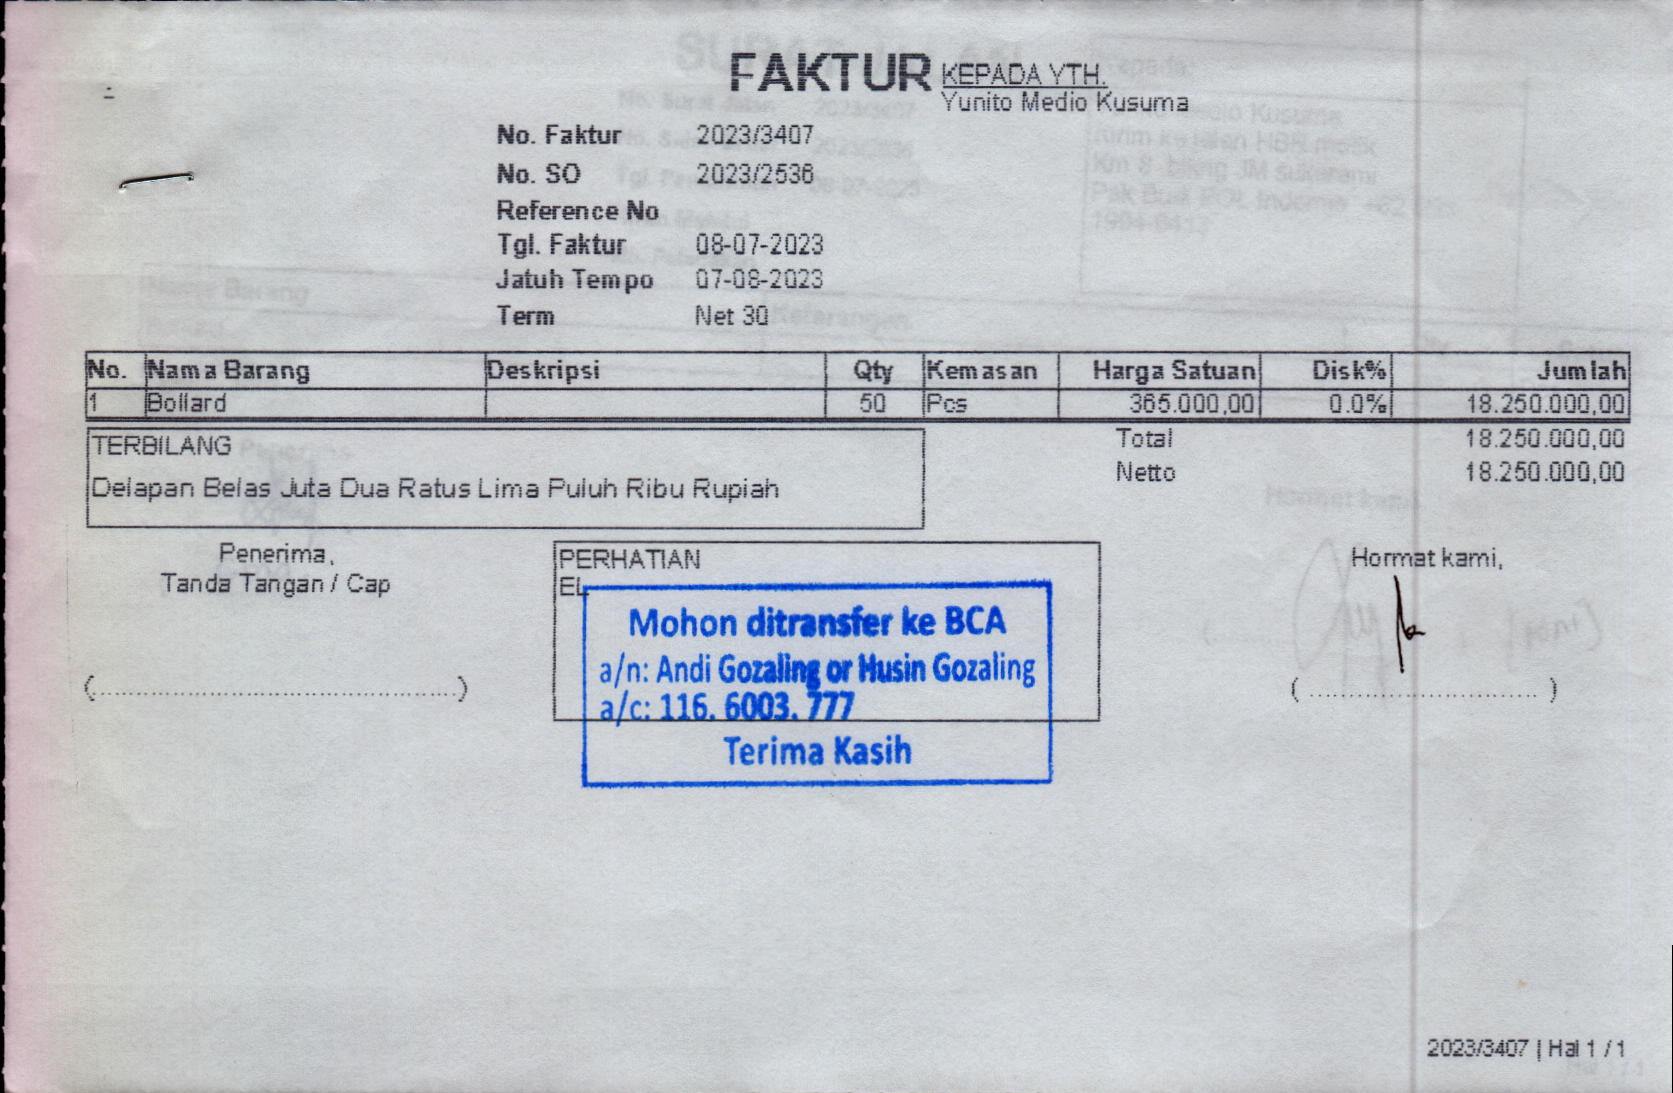 FAKTUR
KEPADA YTH.
Yunito Medio Kusuma
No. Faktur 2023/3407
No. SO 2023/2536
Reference No
Tgl. Faktur 08-07-2023
Jatuh Tempo 07-08-2023
Term Net 30
No. Nama Barang Deskripsi Qty Kemasan Harga Satuan Disk% Jumlah
1 Bollard 50 Pcs 365.000,00 0.0% 18.250.000,00
TERBILANG
Delapan Belas Juta Dua Ratus Lima Puluh Ribu Rupiah
Total 18.250.000,00
Netto 18.250.000,00
Penerima,
Tanda Tangan / Cap
(....................................................)
PERHATIAN
EL
Mohon ditransfer ke BCA
a/n: Andi Gozaling or Husin Gozaling
a/c: 116. 6003. 777
Terima Kasih
Hormat kami,
(.................................)
2023/3407 | Hal 1 / 1